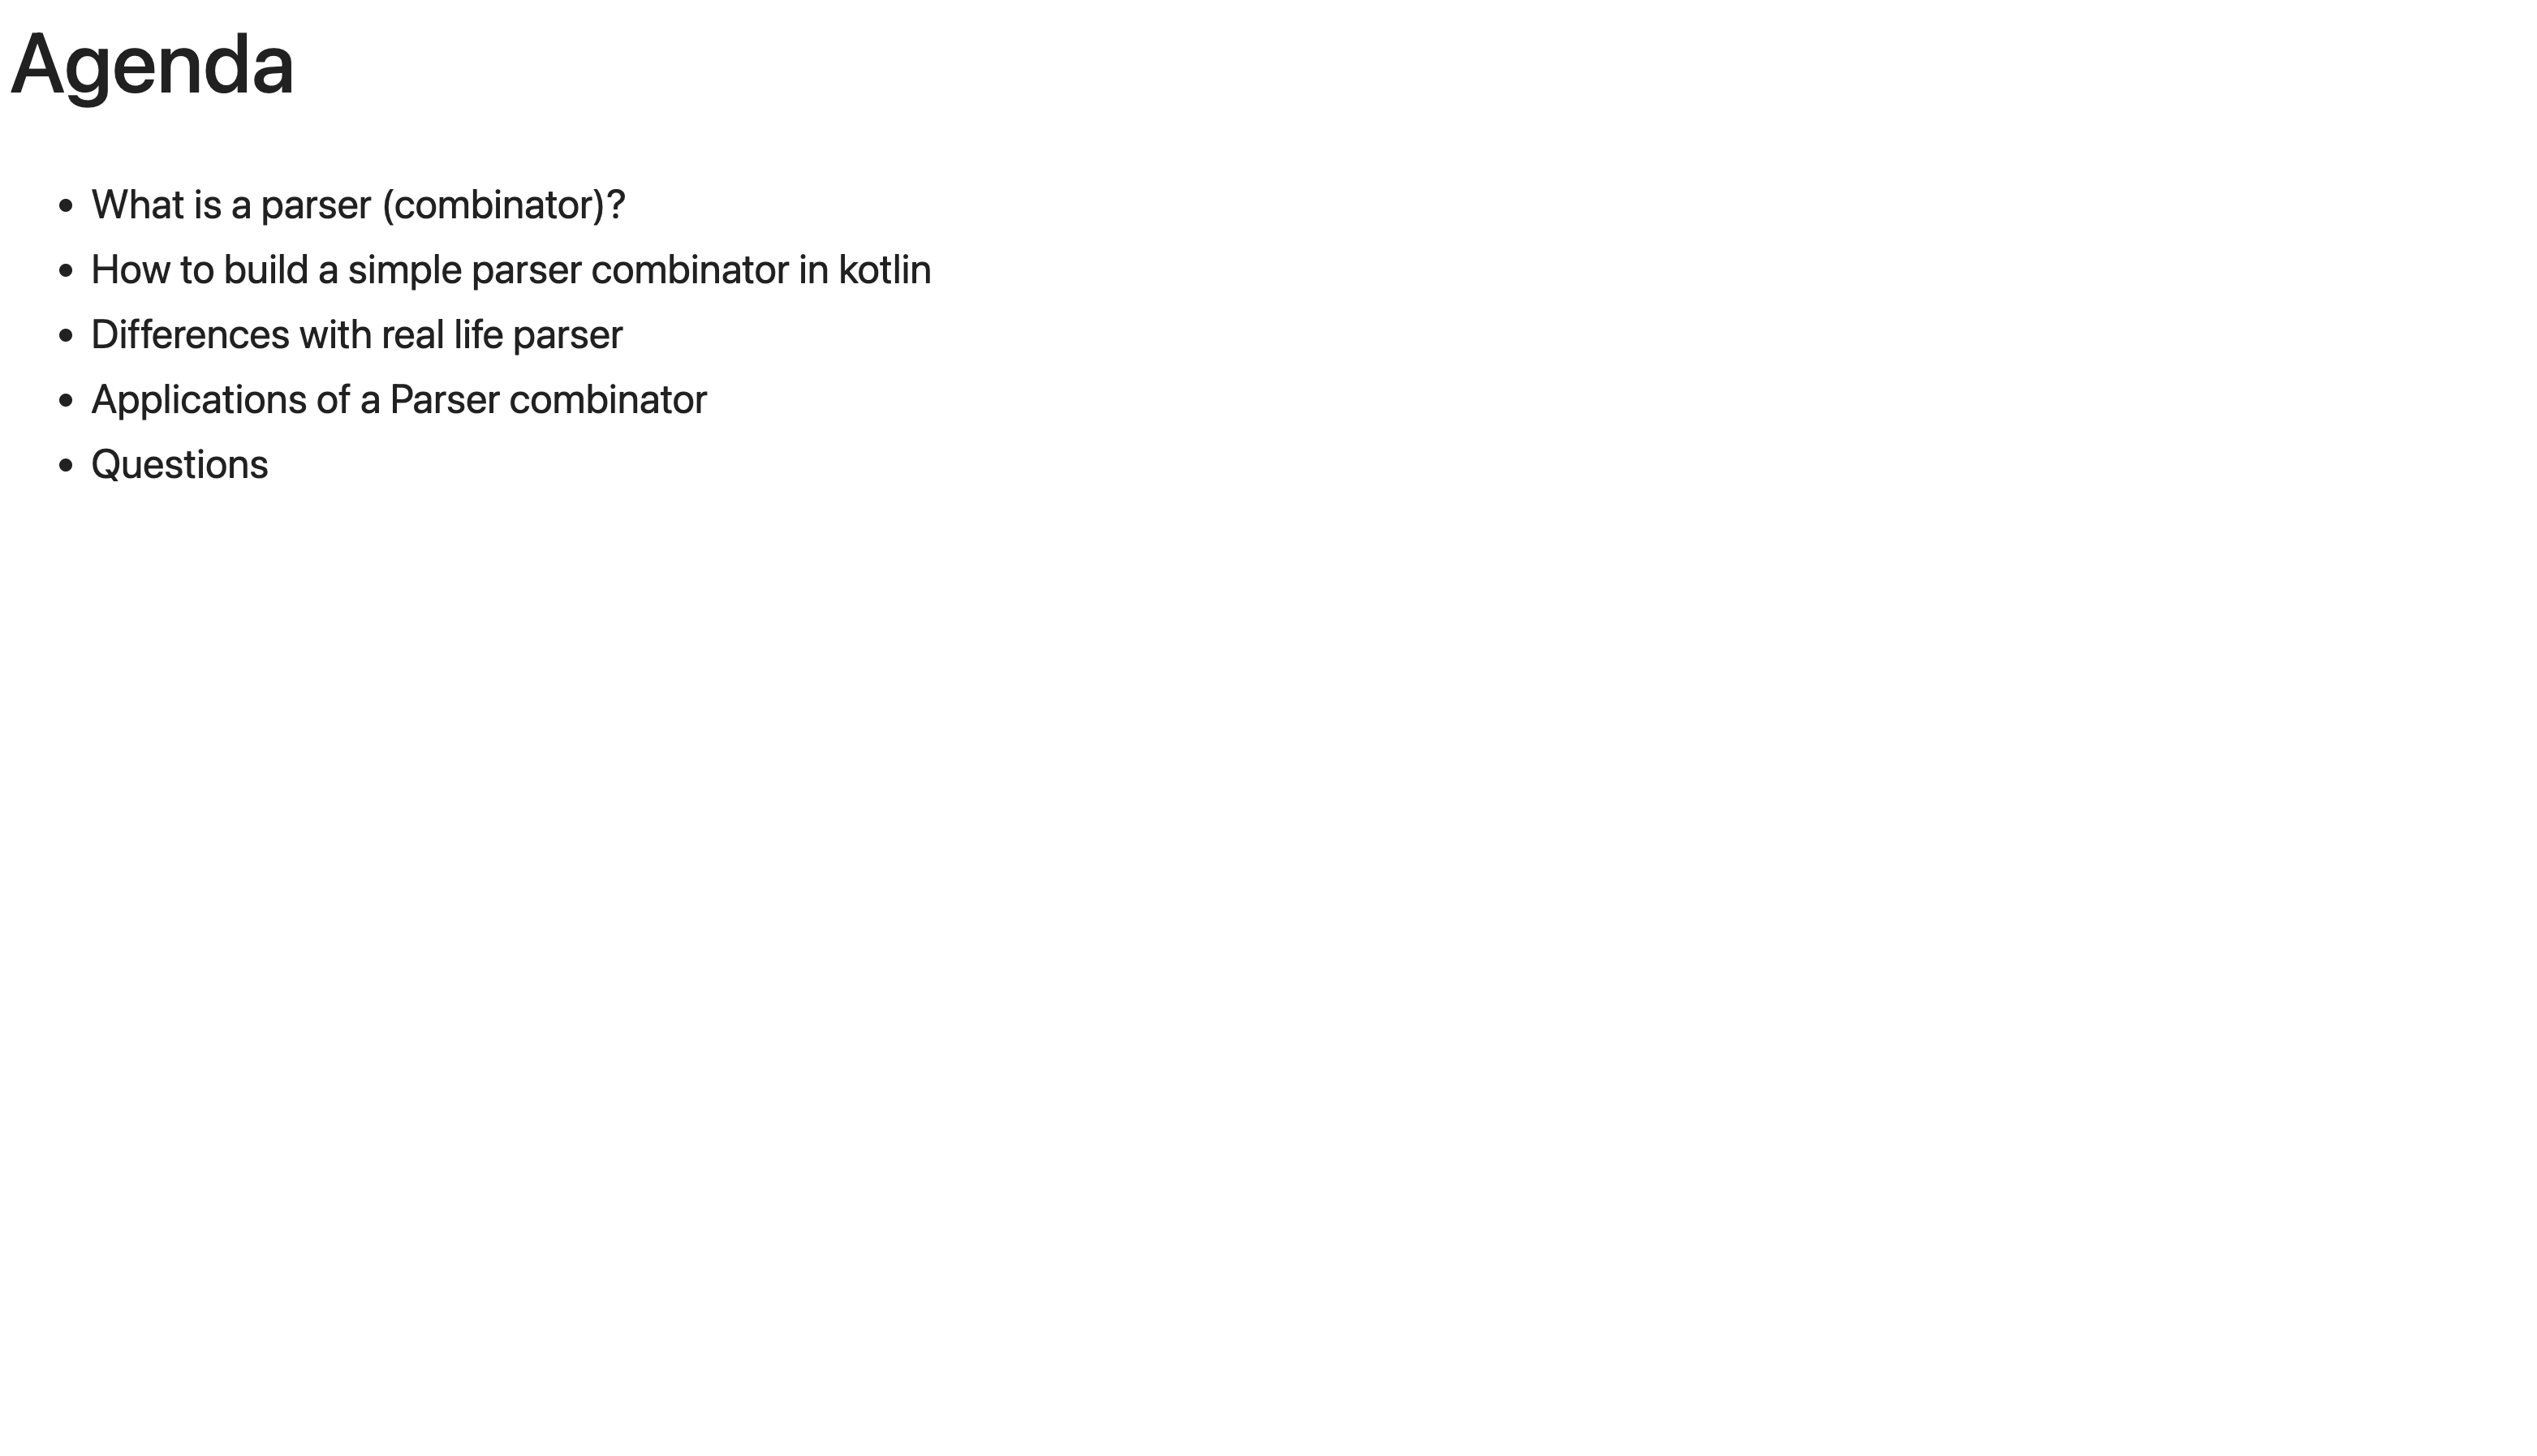 Agenda
• What is a parser (combinator)?
• How to build a simple parser combinator in kotlin
• Differences with real life parser
• Applications of a Parser combinator
• Questions